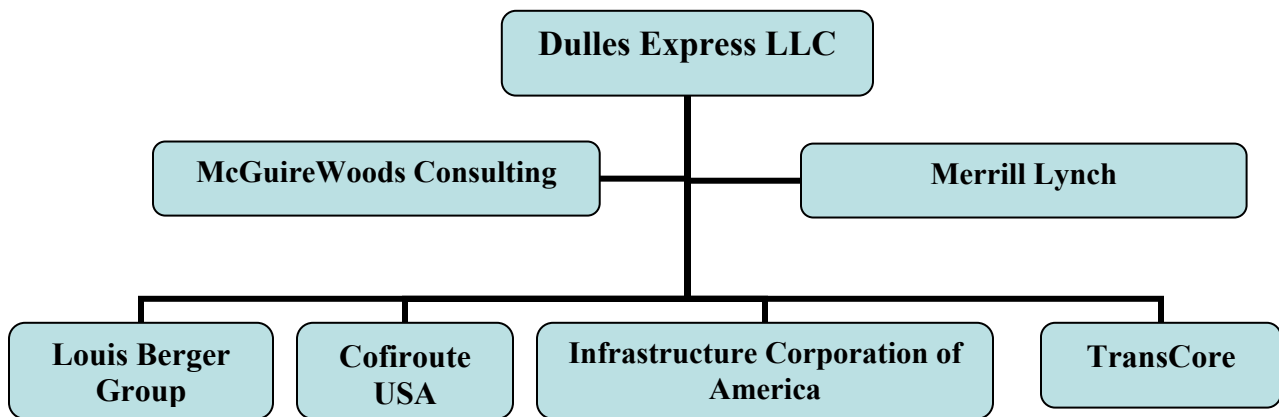 Dulles Express LLC
McGuireWoods Consulting
Merrill Lynch
Louis Berger
Group
Cofiroute
USA
Infrastructure Corporation of
America
TransCore